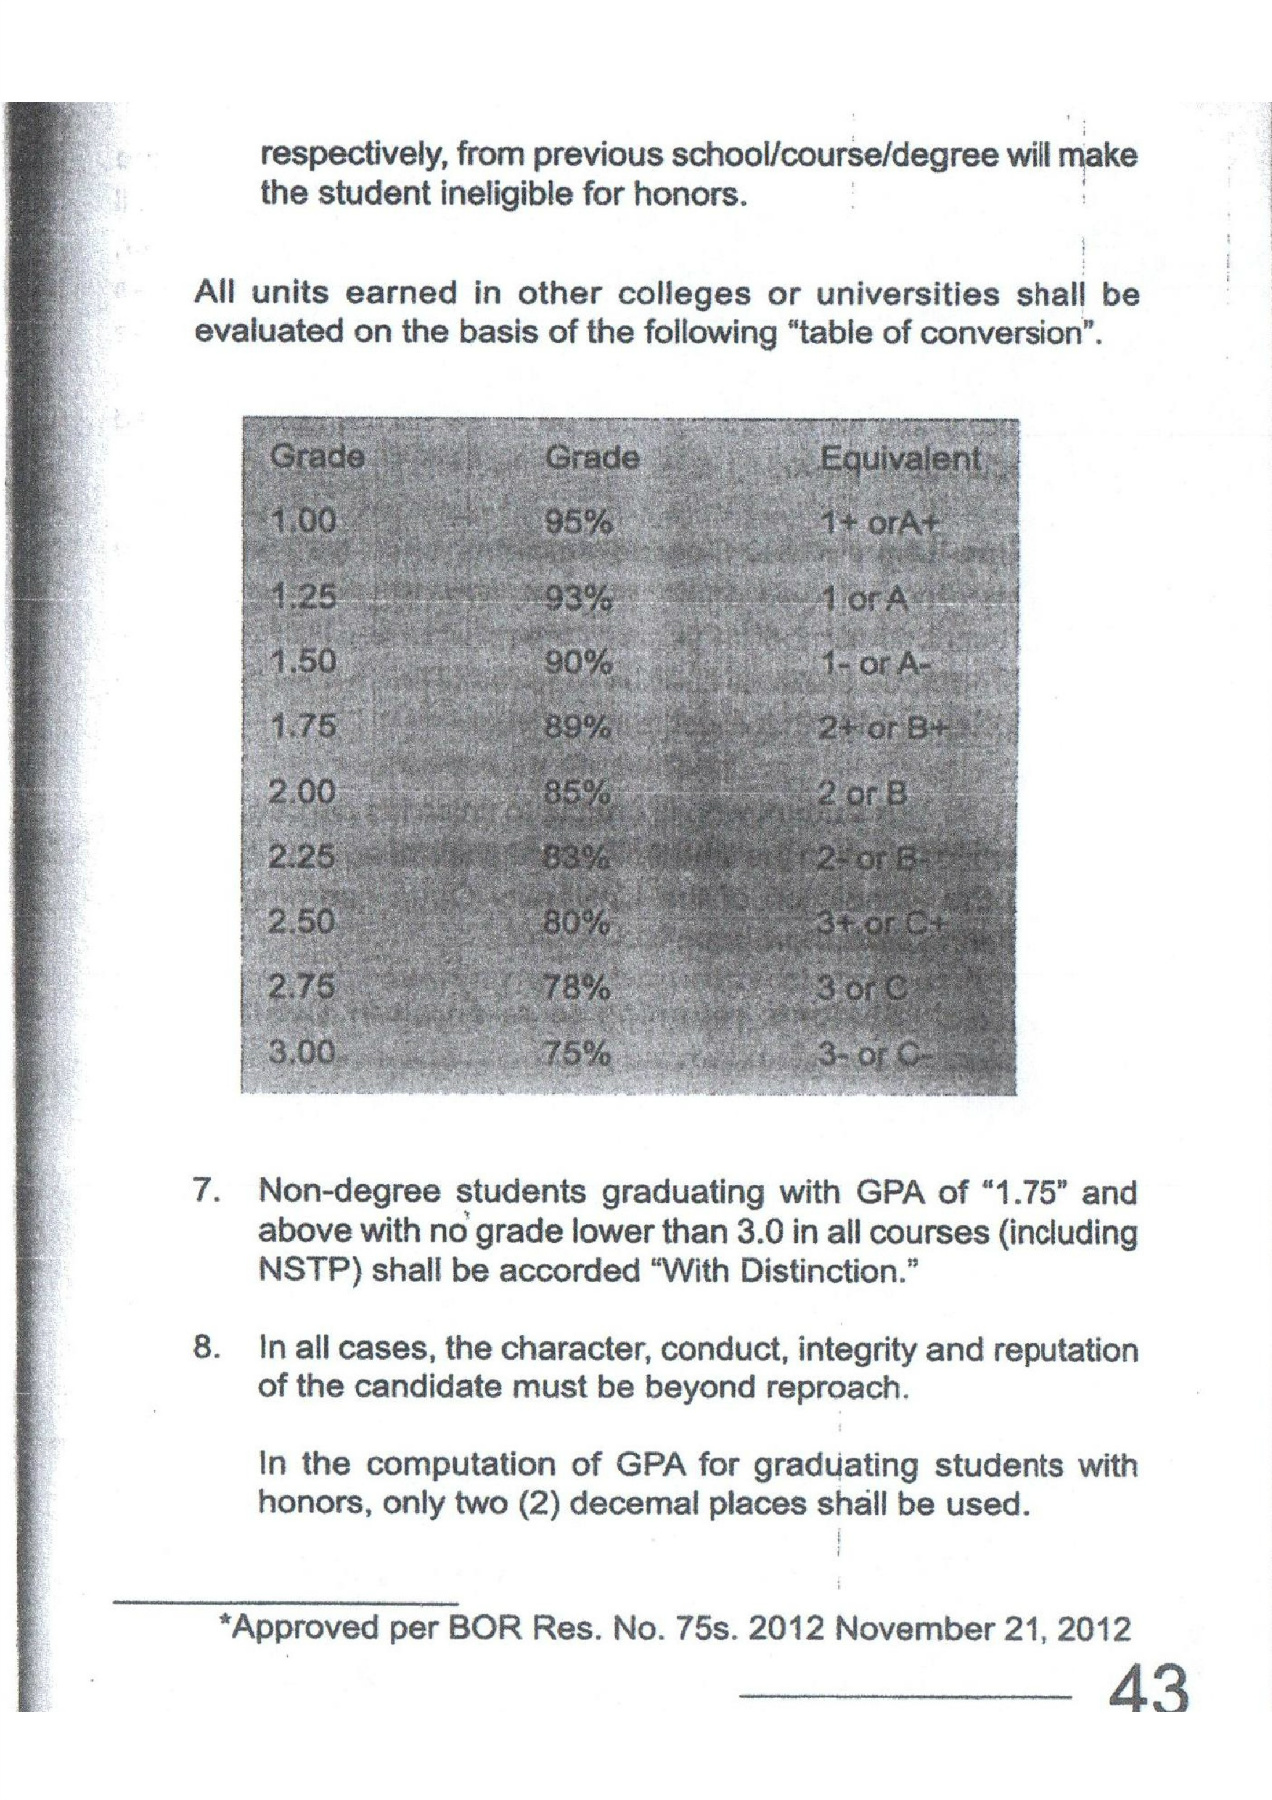 respectively, from previous school/course/degree will make
the student ineligible for honors.
All units earned in other colleges or universities shall be
evaluated on the basis of the following “table of conversion”.
Grade Grade Equivalent
1.00 95% 1+ orA+
1.25 93% 1 or A
1.50 90% 1- or A-
1.75 89% 2+ or B+
2.00 85% 2 or B
2.25 83% 2- or B-
2.50 80% 3+ or C+
2.75 78% 3 or C
3.00 75% 3- or C-
7. Non-degree students graduating with GPA of “1.75” and
above with no grade lower than 3.0 in all courses (including
NSTP) shall be accorded “With Distinction.”
8. In all cases, the character, conduct, integrity and reputation
of the candidate must be beyond reproach.
In the computation of GPA for graduating students with
honors, only two (2) decemal places shall be used.
*Approved per BOR Res. No. 75s. 2012 November 21, 2012
43